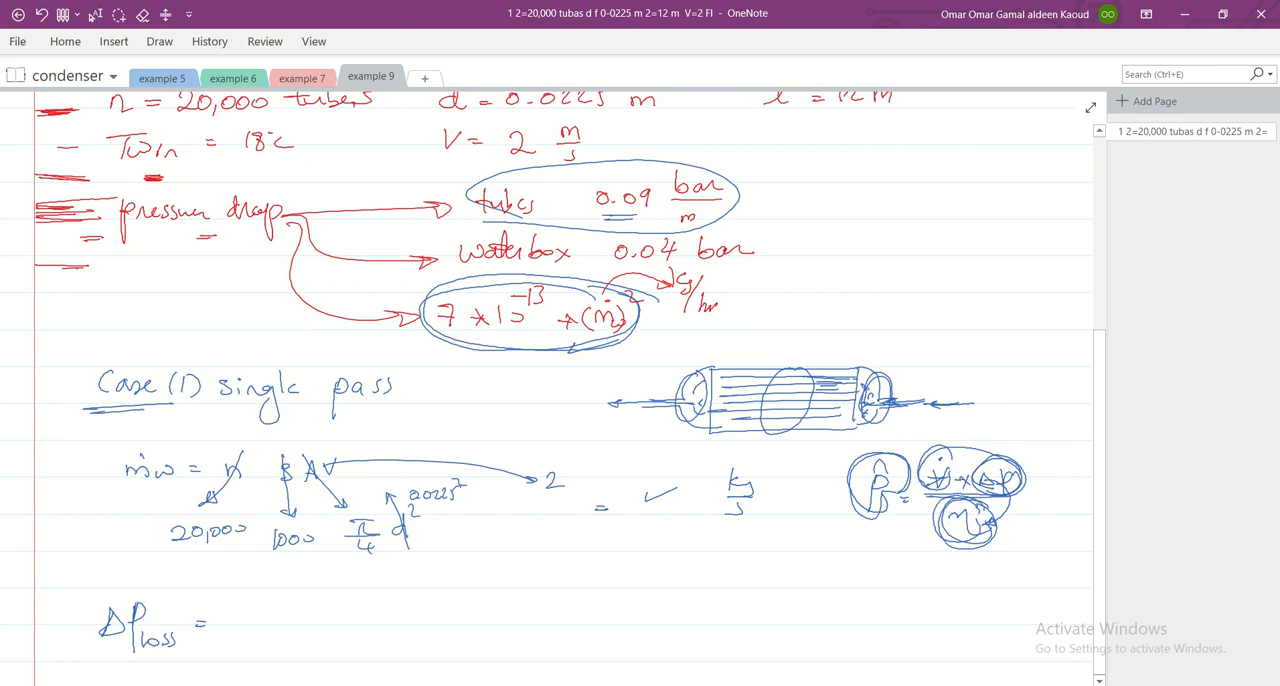 1 2=20,000 tubas d f 0-0225 m 2=12 m V=2 Fl - OneNote
Omar Omar Gamal aldeen Kaoud
OO
File Home Insert Draw History Review View
condenser
example 5
example 6
example 7
example 9
Search (Ctrl+E)
Add Page
1 2=20,000 tubas d f 0-0225 m 2=
n = 20,000 tubes d = 0.0225 m l = 12 m
Twin = 18°C V = 2 m/s
pressure drop tubes 0.09 bar/m
waterbox 0.04 bar
7 * 10^-13 * (ṁ)^2 kg/hr
Case (1) single pass
ṁw = n ρ A V 2 = ✓ kg/s
20,000 1000 π/4 d^2 0.0225^2
P = V̇ * Δp / η
ΔPloss =
Activate Windows
Go to Settings to activate Windows.